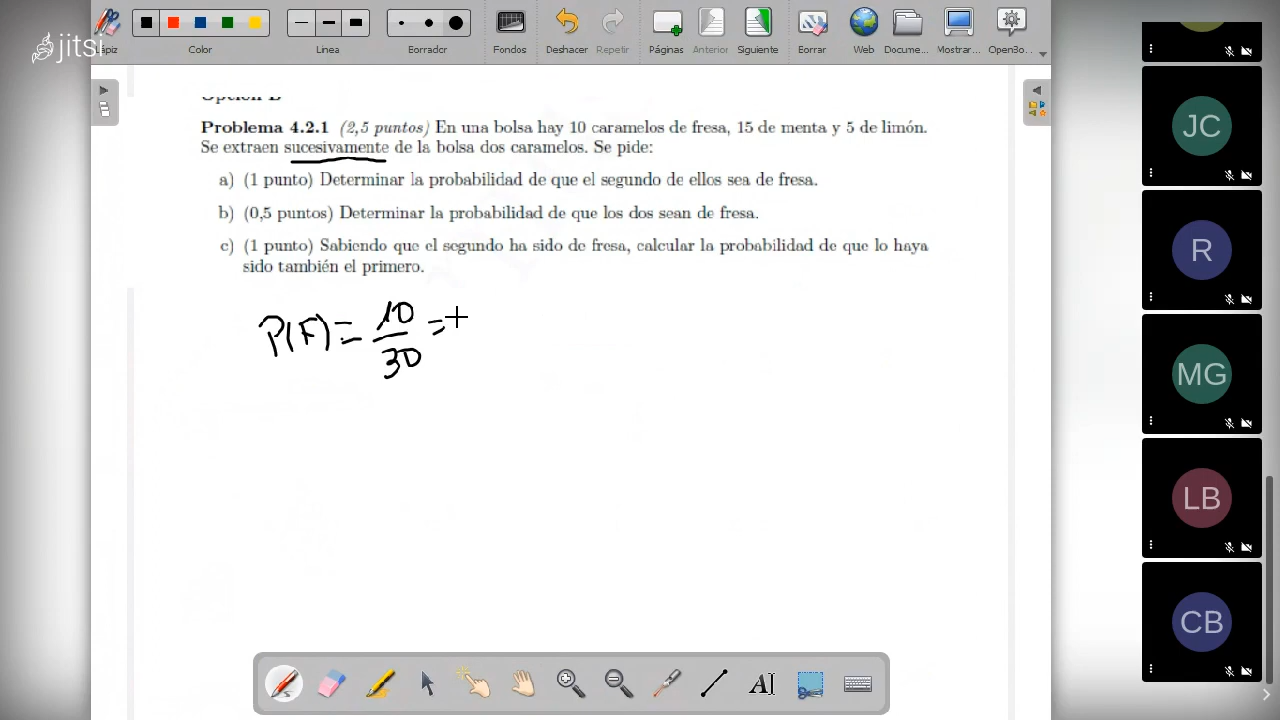 jitsi
Color
Linea
Borrador
Fondos
Deshacer
Repetir
Páginas
Anterior
Siguiente
Borrar
Web
Docume...
Mostrar...
Open3o...
Opción B
Problema 4.2.1 (2,5 puntos) En una bolsa hay 10 caramelos de fresa, 15 de menta y 5 de limón.
Se extraen sucesivamente de la bolsa dos caramelos. Se pide:
a) (1 punto) Determinar la probabilidad de que el segundo de ellos sea de fresa.
b) (0,5 puntos) Determinar la probabilidad de que los dos sean de fresa.
c) (1 punto) Sabiendo que el segundo ha sido de fresa, calcular la probabilidad de que lo haya
sido también el primero.
P(F) = 10/30 =
AI
JC
R
MG
LB
CB